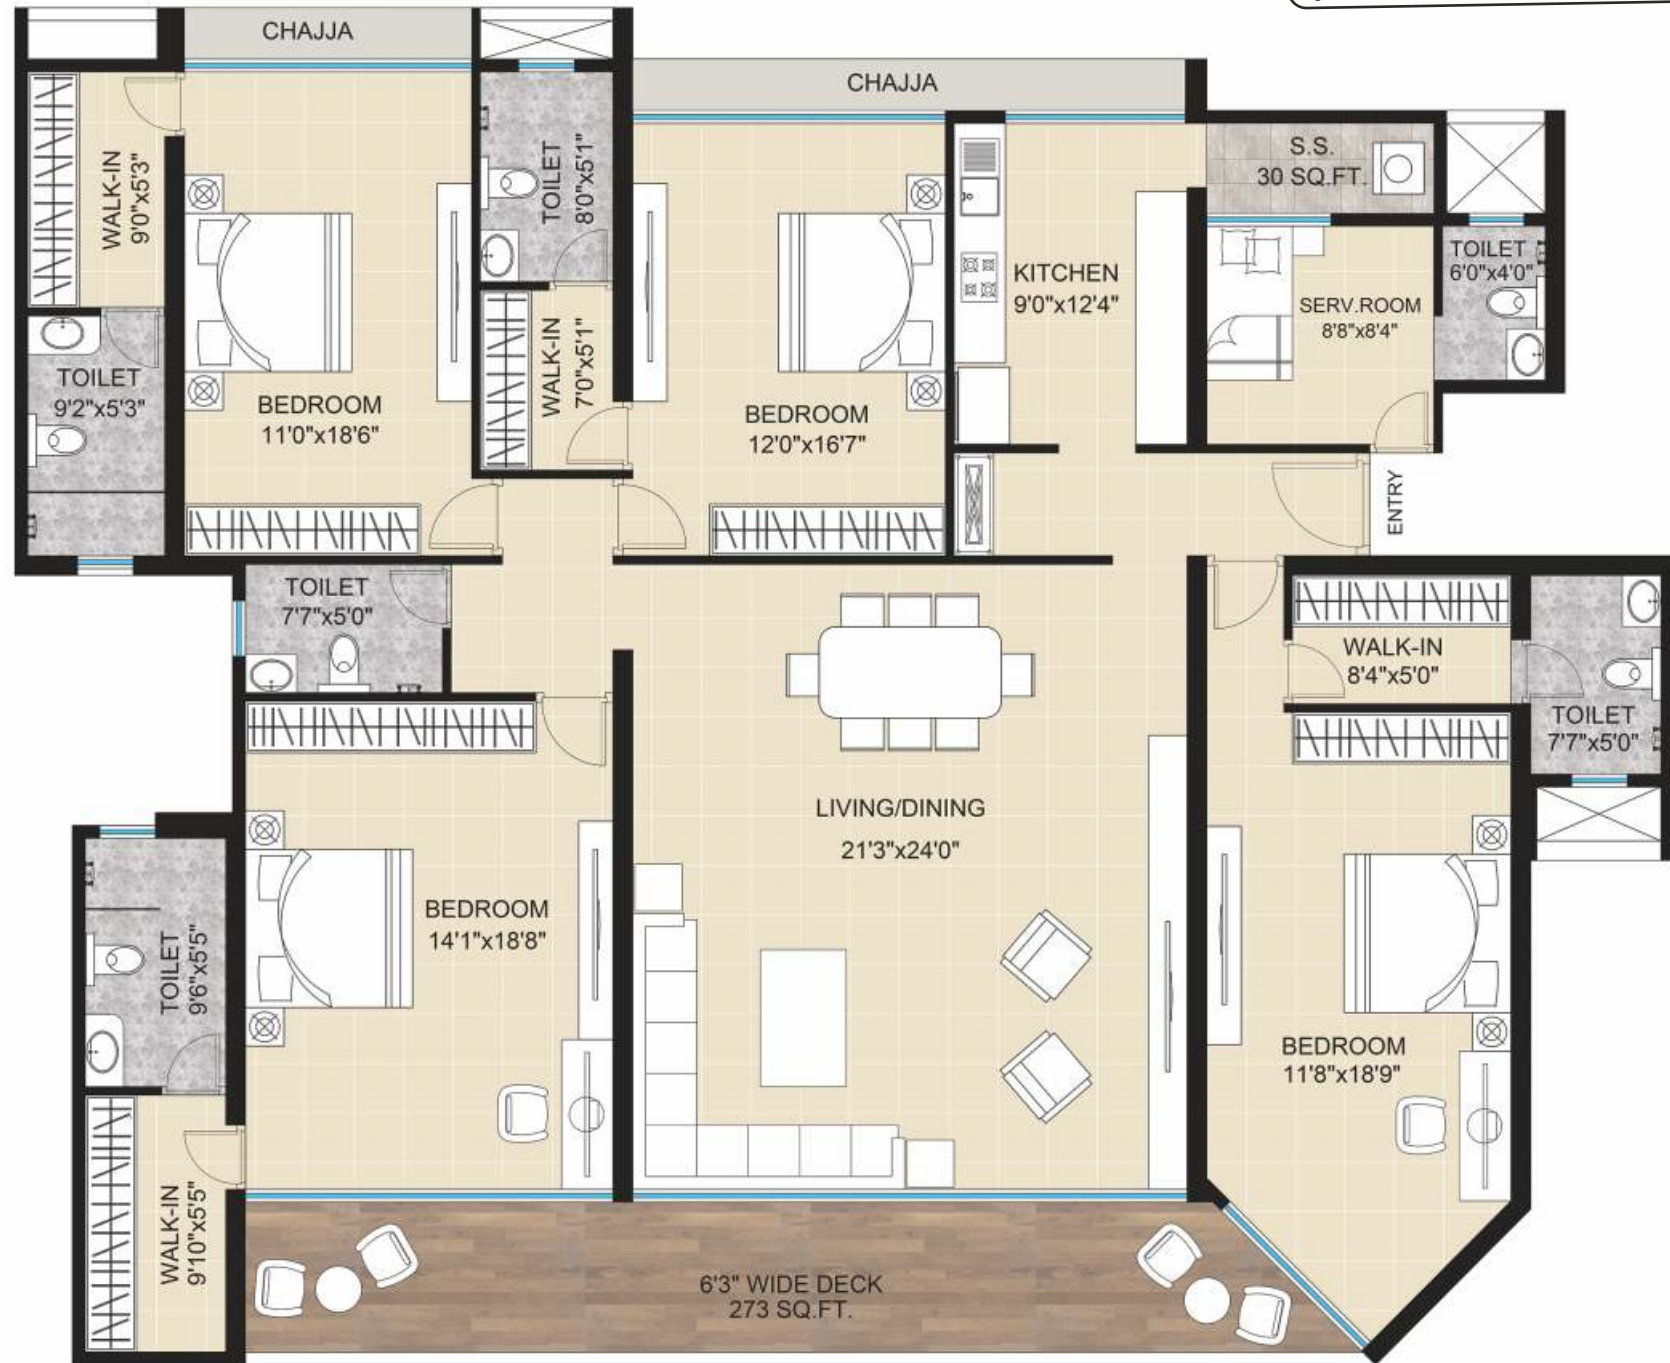 CHAJJA
CHAJJA
WALK-IN
9'0"x5'3"
TOILET
8'0"x5'1"
S.S.
30 SQ.FT.
TOILET
6'0"x4'0"
KITCHEN
9'0"x12'4"
SERV.ROOM
8'8"x8'4"
WALK-IN
7'0"x5'1"
TOILET
9'2"x5'3"
BEDROOM
11'0"x18'6"
BEDROOM
12'0"x16'7"
ENTRY
TOILET
7'7"x5'0"
WALK-IN
8'4"x5'0"
TOILET
7'7"x5'0"
LIVING/DINING
21'3"x24'0"
BEDROOM
14'1"x18'8"
TOILET
9'6"x5'5"
BEDROOM
11'8"x18'9"
WALK-IN
9'10"x5'5"
6'3" WIDE DECK
273 SQ.FT.